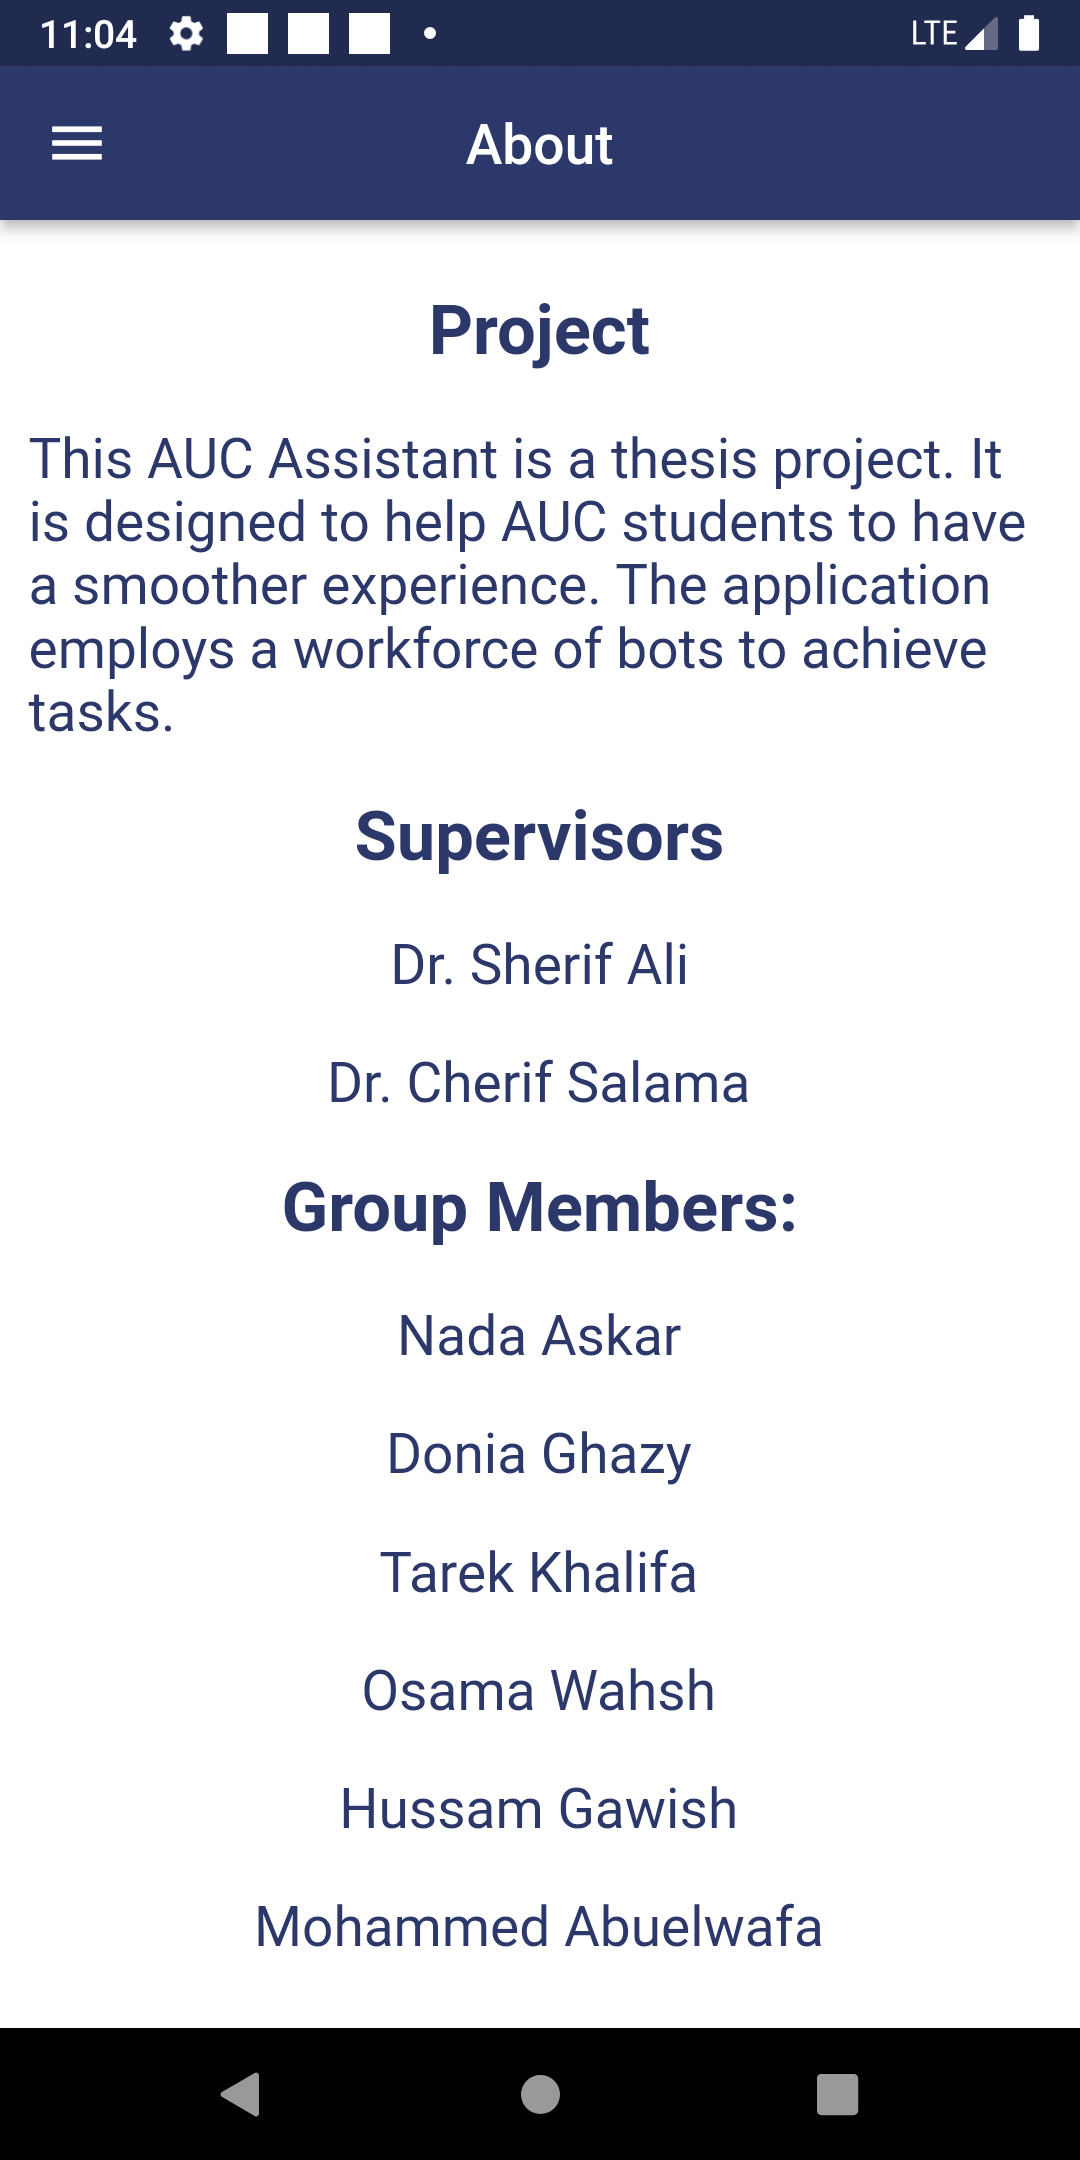 11:04
LTE
About
Project
This AUC Assistant is a thesis project. It
is designed to help AUC students to have
a smoother experience. The application
employs a workforce of bots to achieve
tasks.
Supervisors
Dr. Sherif Ali
Dr. Cherif Salama
Group Members:
Nada Askar
Donia Ghazy
Tarek Khalifa
Osama Wahsh
Hussam Gawish
Mohammed Abuelwafa